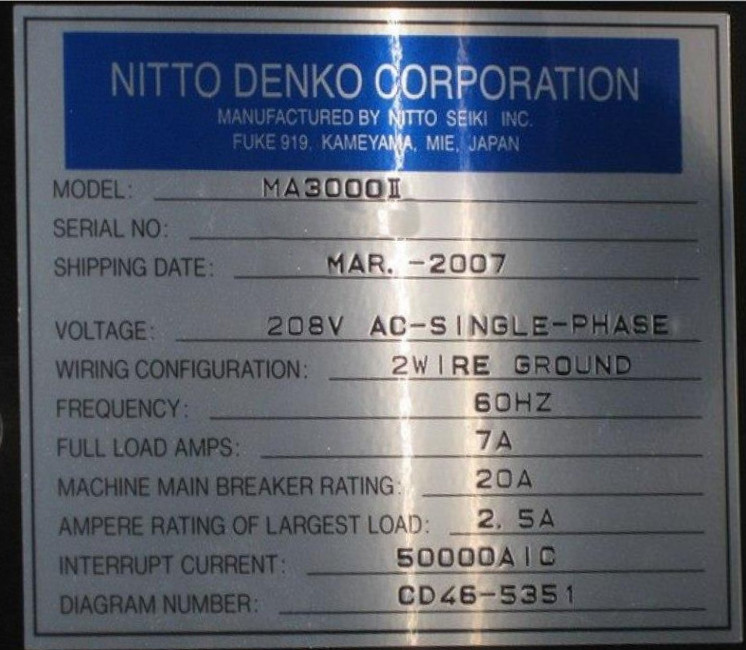 NITTO DENKO CORPORATION
MANUFACTURED BY NITTO SEIKI INC.
FUKE 919, KAMEYAMA, MIE, JAPAN
MODEL: MA3000Ⅱ
SERIAL NO:
SHIPPING DATE: MAR. -2007
VOLTAGE: 208V AC-SINGLE-PHASE
WIRING CONFIGURATION: 2WIRE GROUND
FREQUENCY: 60HZ
FULL LOAD AMPS: 7A
MACHINE MAIN BREAKER RATING: 20A
AMPERE RATING OF LARGEST LOAD: 2.5A
INTERRUPT CURRENT: 50000AIC
DIAGRAM NUMBER: CD46-5351